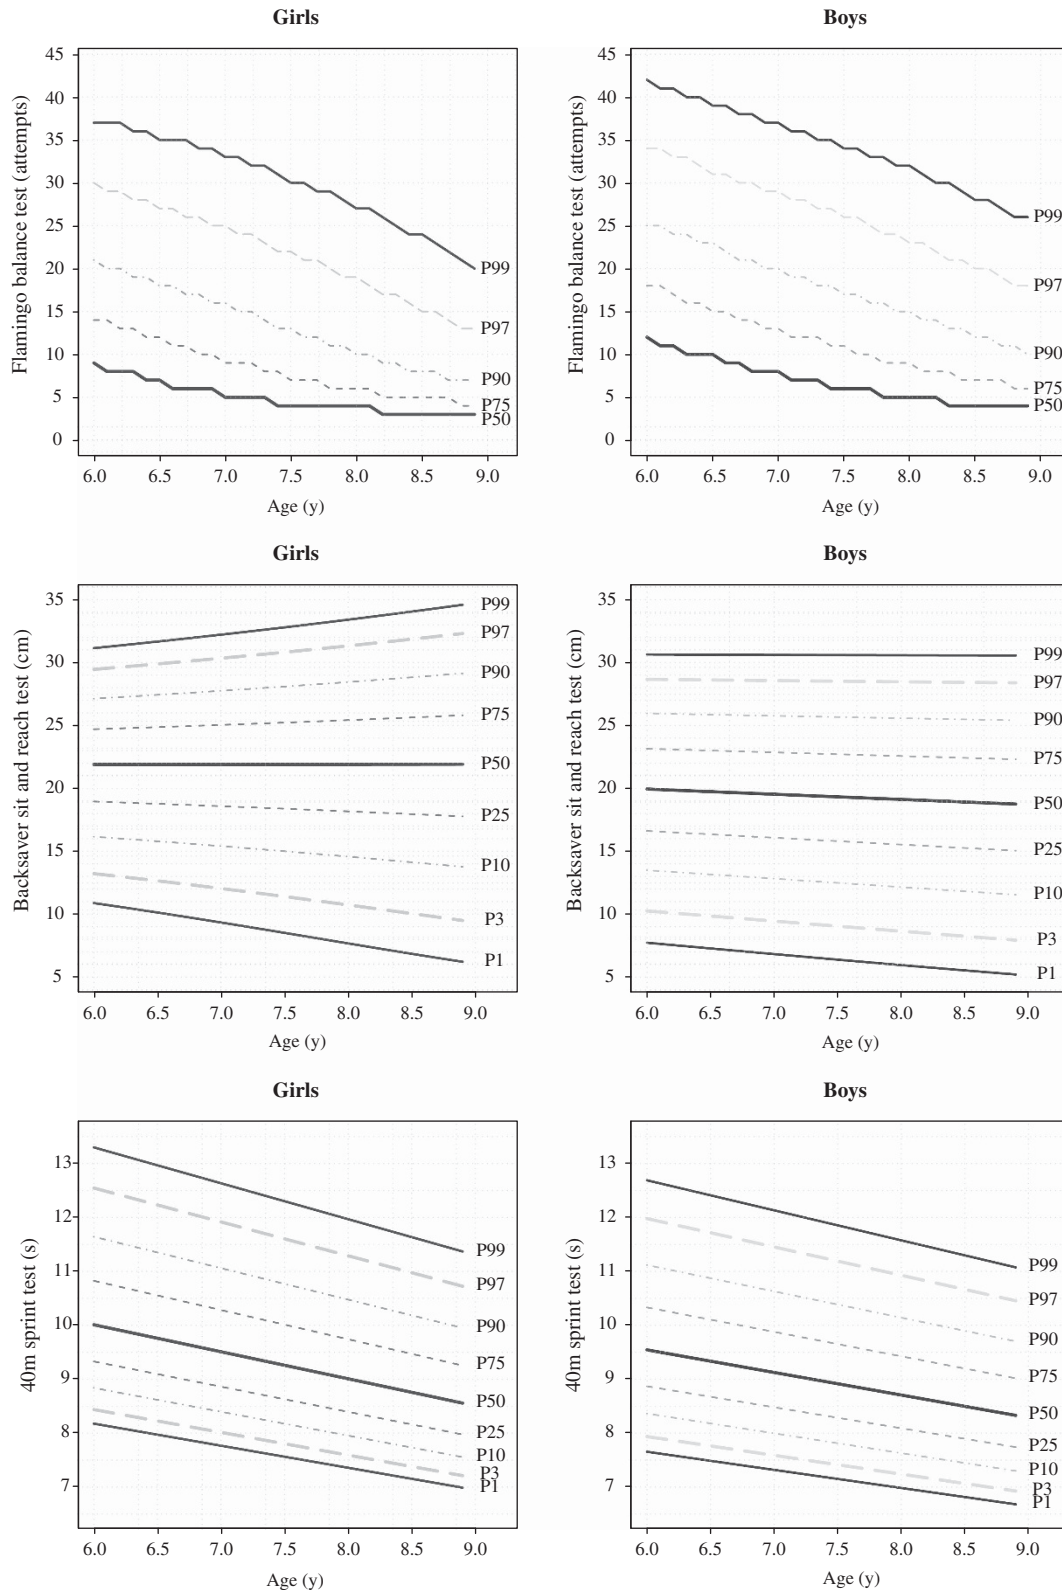 Girls
Boys
Flamingo balance test (attempts)
45
40
35
30
25
20
15
10
5
0
P99
P97
P90
P75
P50
6.0 6.5 7.0 7.5 8.0 8.5 9.0
Age (y)
Flamingo balance test (attempts)
45
40
35
30
25
20
15
10
5
0
P99
P97
P90
P75
P50
6.0 6.5 7.0 7.5 8.0 8.5 9.0
Age (y)
Girls
Boys
Backsaver sit and reach test (cm)
35
30
25
20
15
10
5
P99
P97
P90
P75
P50
P25
P10
P3
P1
6.0 6.5 7.0 7.5 8.0 8.5 9.0
Age (y)
Backsaver sit and reach test (cm)
35
30
25
20
15
10
5
P99
P97
P90
P75
P50
P25
P10
P3
P1
6.0 6.5 7.0 7.5 8.0 8.5 9.0
Age (y)
Girls
Boys
40m sprint test (s)
13
12
11
10
9
8
7
P99
P97
P90
P75
P50
P25
P10
P3
P1
6.0 6.5 7.0 7.5 8.0 8.5 9.0
Age (y)
40m sprint test (s)
13
12
11
10
9
8
7
P99
P97
P90
P75
P50
P25
P10
P3
P1
6.0 6.5 7.0 7.5 8.0 8.5 9.0
Age (y)